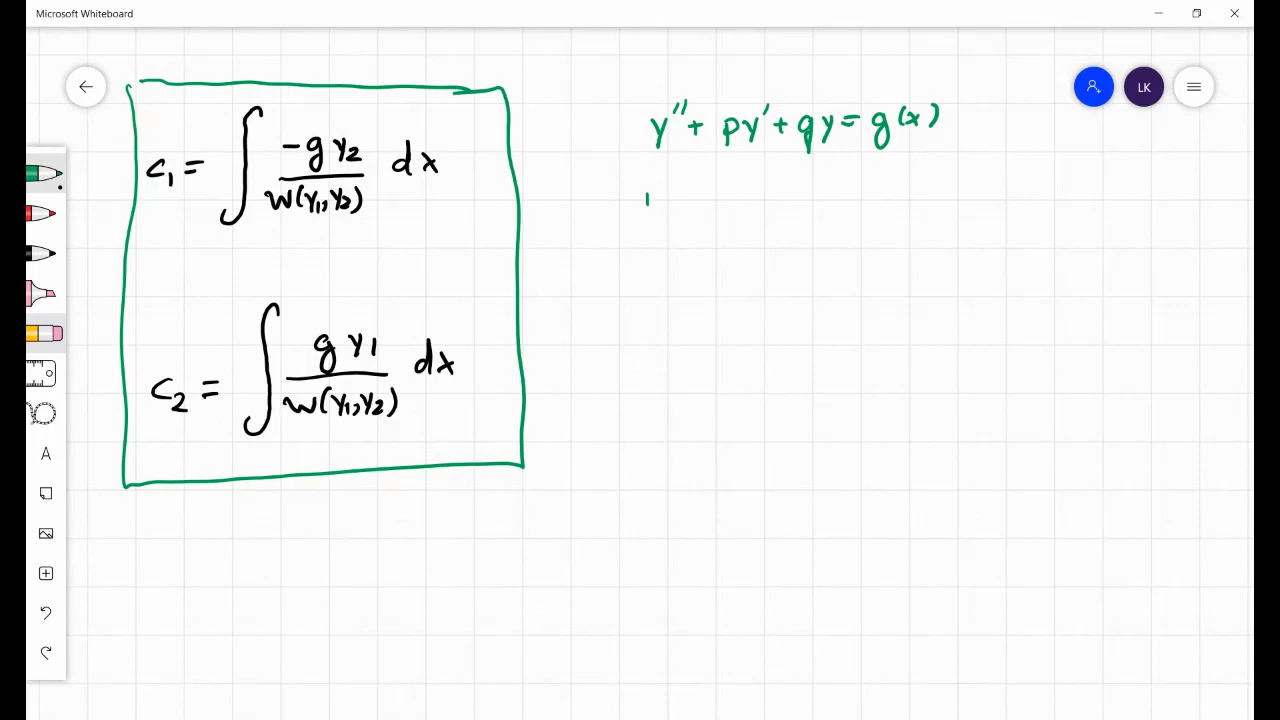 Microsoft Whiteboard
LK
c₁ = ∫ -g y₂ / W(y₁, y₂) dx
y'' + py' + qy = g(x)
c₂ = ∫ g y₁ / W(y₁, y₂) dx
A